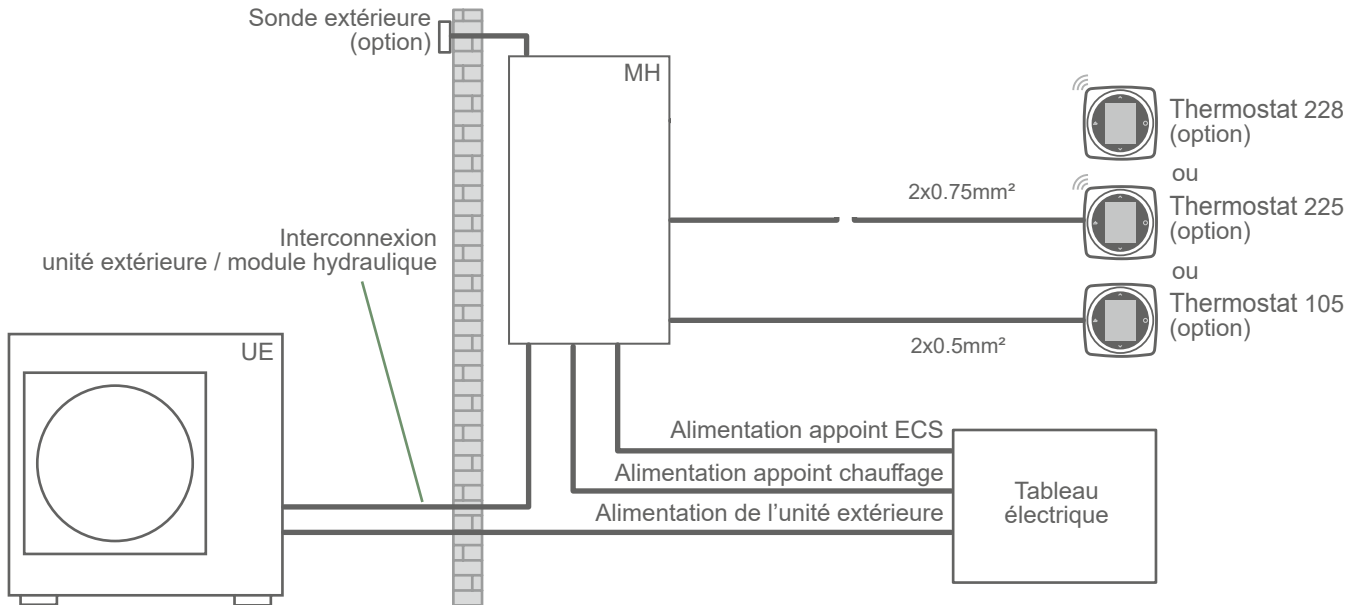 Sonde extérieure
(option)
MH
Thermostat 228
(option)
ou
2x0.75mm²
Thermostat 225
(option)
Interconnexion
unité extérieure / module hydraulique
ou
Thermostat 105
(option)
2x0.5mm²
UE
Alimentation appoint ECS
Alimentation appoint chauffage
Alimentation de l’unité extérieure
Tableau
électrique